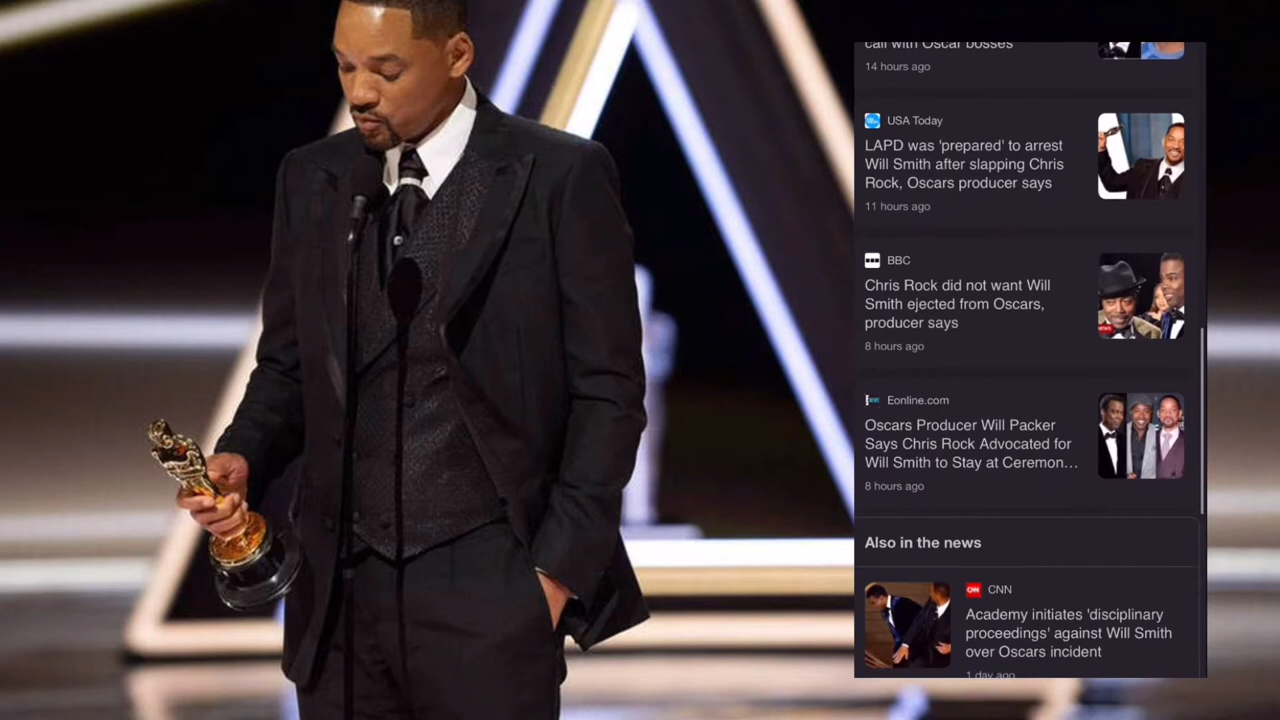 call with Oscar bosses
14 hours ago
USA Today
LAPD was 'prepared' to arrest
Will Smith after slapping Chris
Rock, Oscars producer says
11 hours ago
BBC
Chris Rock did not want Will
Smith ejected from Oscars,
producer says
8 hours ago
NEWS
Eonline.com
Oscars Producer Will Packer
Says Chris Rock Advocated for
Will Smith to Stay at Ceremon…
8 hours ago
Also in the news
CNN
CNN
Academy initiates 'disciplinary
proceedings' against Will Smith
over Oscars incident
1 day ago